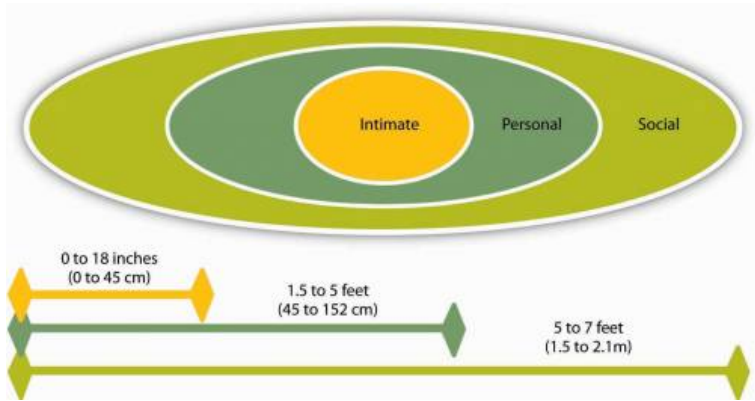 Intimate
Personal
Social
0 to 18 inches
(0 to 45 cm)
1.5 to 5 feet
(45 to 152 cm)
5 to 7 feet
(1.5 to 2.1m)